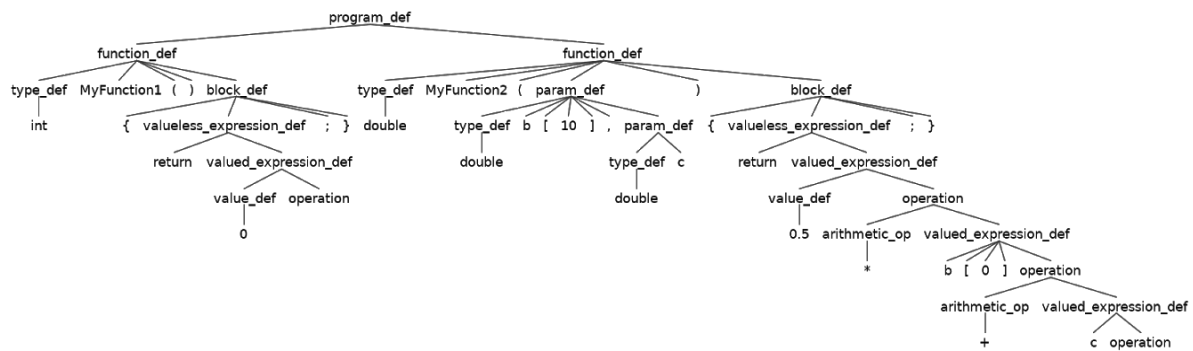 program_def
function_def function_def
type_def MyFunction1 ( ) block_def type_def MyFunction2 ( param_def ) block_def
int { valueless_expression_def ; } double type_def b [ 10 ] , param_def { valueless_expression_def ; }
return valued_expression_def double type_def c return valued_expression_def
value_def operation double value_def operation
0 0.5 arithmetic_op valued_expression_def
* b [ 0 ] operation
arithmetic_op valued_expression_def
+ c operation